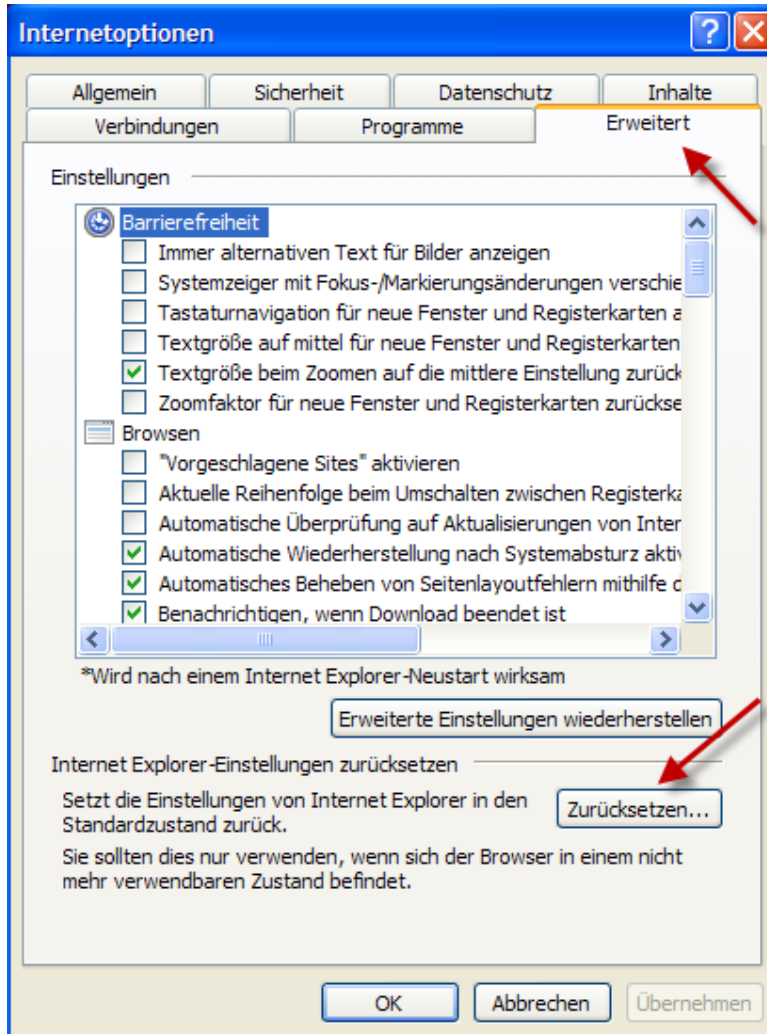 Internetoptionen
Allgemein Sicherheit Datenschutz Inhalte
Verbindungen Programme Erweitert
Einstellungen
Barrierefreiheit
Immer alternativen Text für Bilder anzeigen
Systemzeiger mit Fokus-/Markierungsänderungen verschie
Tastaturnavigation für neue Fenster und Registerkarten a
Textgröße auf mittel für neue Fenster und Registerkarten
Textgröße beim Zoomen auf die mittlere Einstellung zurück
Zoomfaktor für neue Fenster und Registerkarten zurückse
Browsen
"Vorgeschlagene Sites" aktivieren
Aktuelle Reihenfolge beim Umschalten zwischen Registerka
Automatische Überprüfung auf Aktualisierungen von Inter
Automatische Wiederherstellung nach Systemabsturz aktiv
Automatisches Beheben von Seitenlayoutfehlern mithilfe d
Benachrichtigen, wenn Download beendet ist
*Wird nach einem Internet Explorer-Neustart wirksam
Erweiterte Einstellungen wiederherstellen
Internet Explorer-Einstellungen zurücksetzen
Setzt die Einstellungen von Internet Explorer in den
Standardzustand zurück.
Zurücksetzen...
Sie sollten dies nur verwenden, wenn sich der Browser in einem nicht
mehr verwendbaren Zustand befindet.
OK Abbrechen Übernehmen